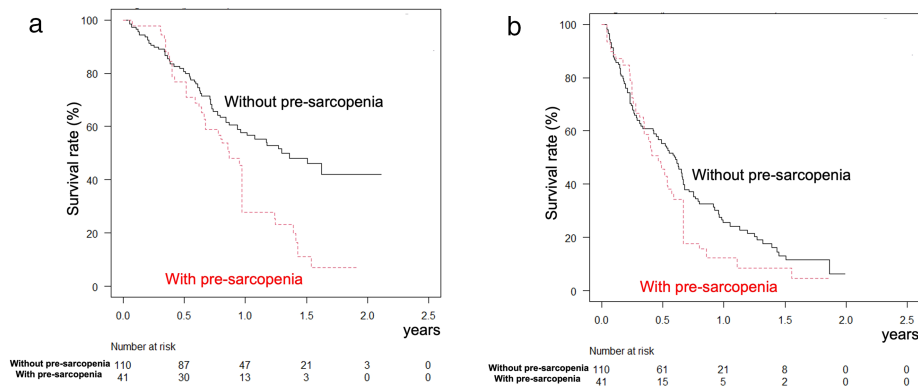 a
Survival rate (%)
100
80
60
40
20
0
Without pre-sarcopenia
With pre-sarcopenia
0.0 0.5 1.0 1.5 2.0 2.5
years
Number at risk
Without pre-sarcopenia 110 87 47 21 3 0
With pre-sarcopenia 41 30 13 3 0 0
b
Survival rate (%)
100
80
60
40
20
0
Without pre-sarcopenia
With pre-sarcopenia
0.0 0.5 1.0 1.5 2.0 2.5
years
Number at risk
Without pre-sarcopenia 110 61 21 8 0 0
With pre-sarcopenia 41 15 5 2 0 0